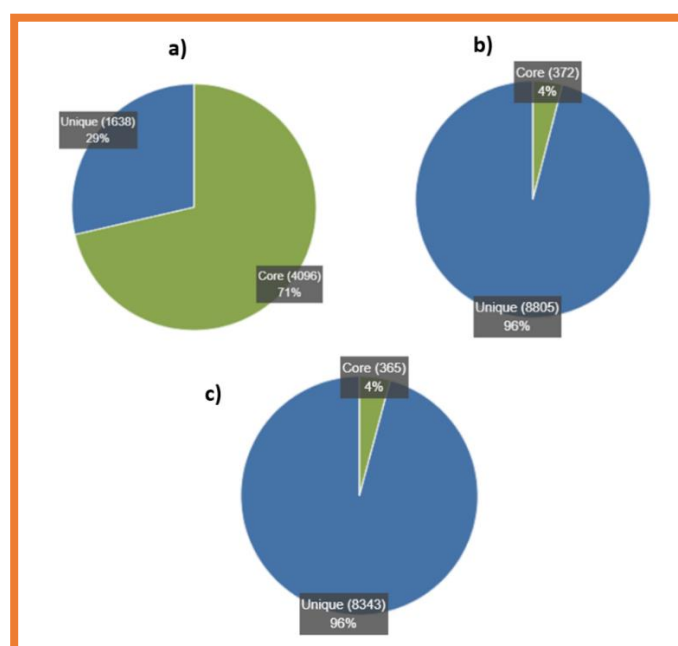 a)
Unique (1638)
29%
Core (4096)
71%
b)
Core (372)
4%
Unique (8805)
96%
c)
Core (365)
4%
Unique (8343)
96%